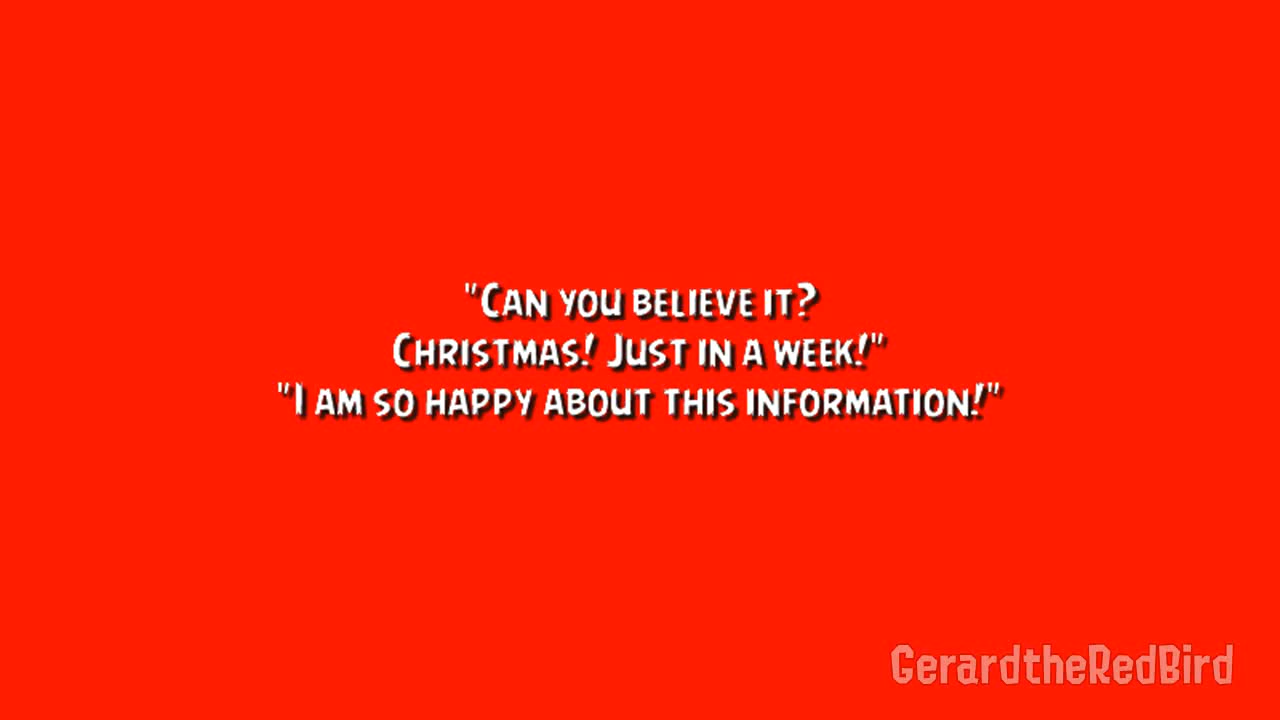 "Can you believe it?
Christmas! Just in a week!"
"I am so happy about this information!"
GerardtheRedBird